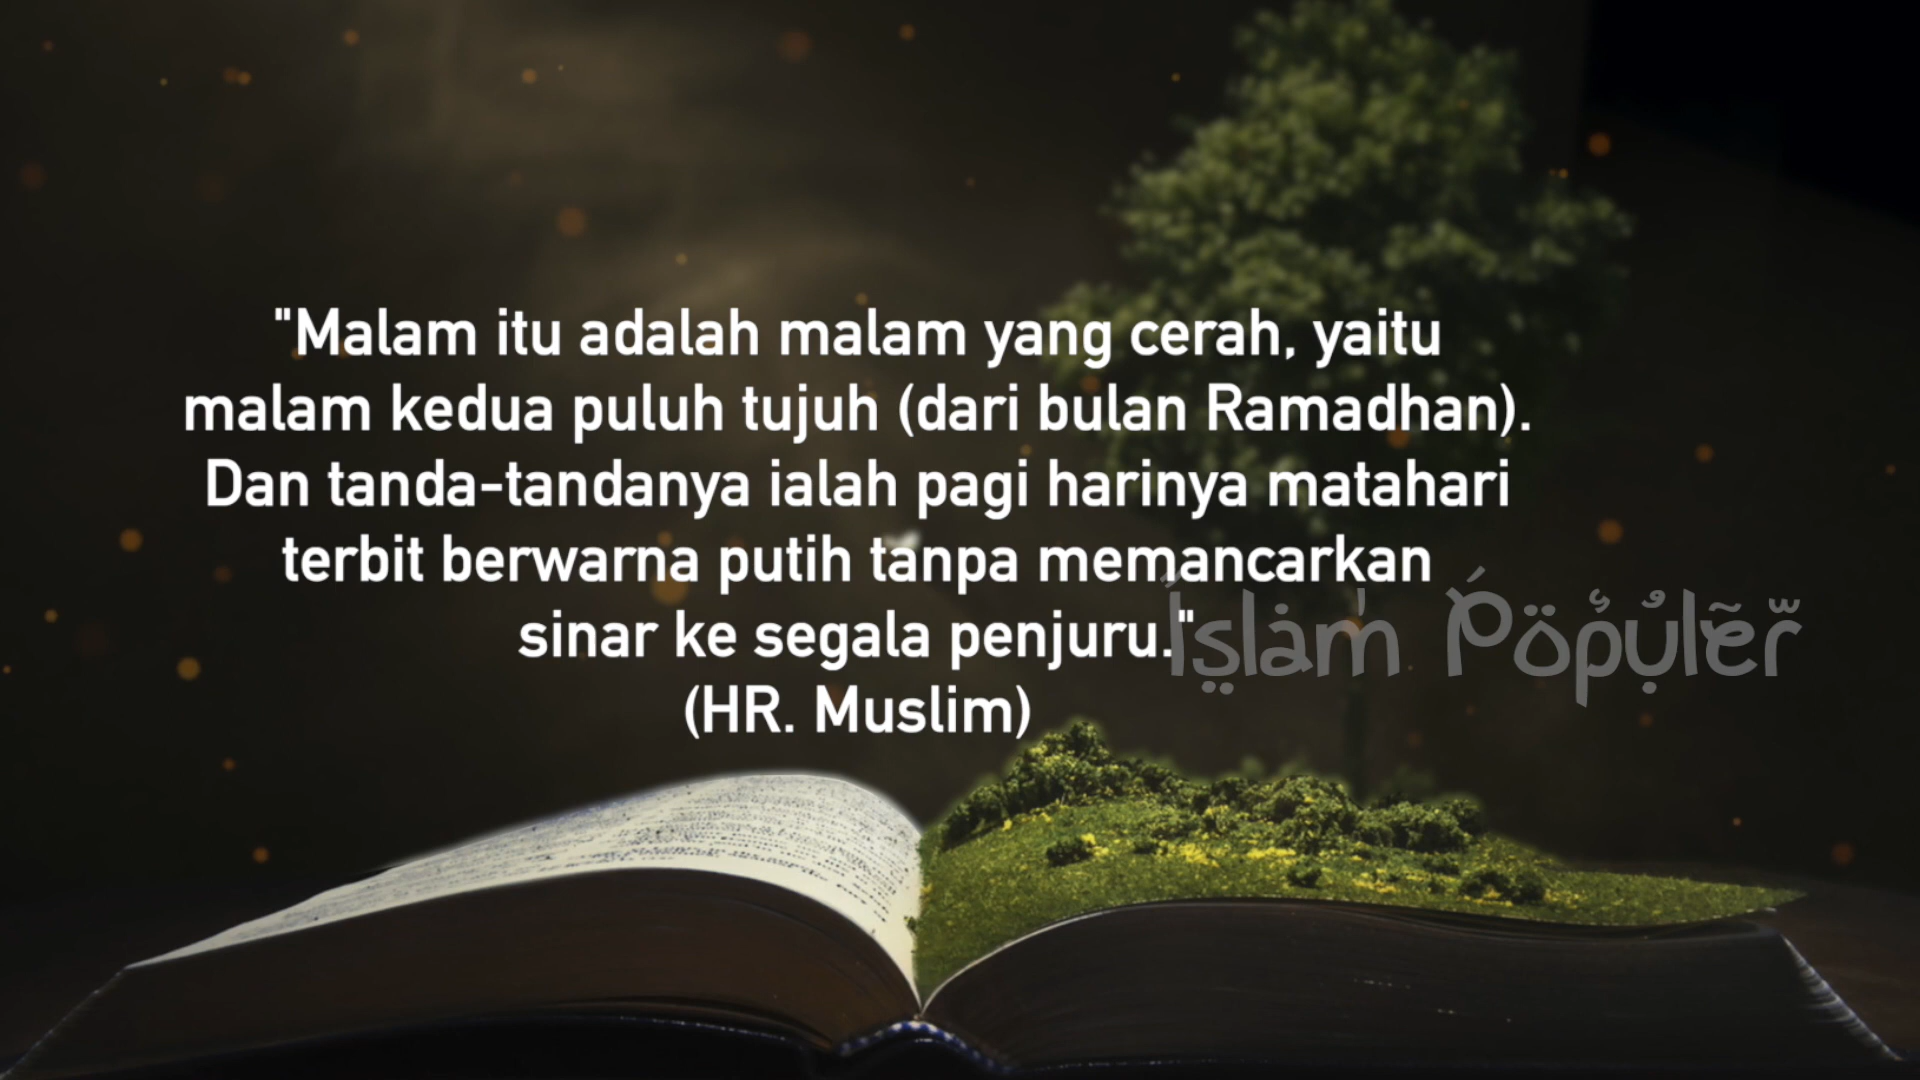 "Malam itu adalah malam yang cerah, yaitu
malam kedua puluh tujuh (dari bulan Ramadhan).
Dan tanda-tandanya ialah pagi harinya matahari
terbit berwarna putih tanpa memancarkan
sinar ke segala penjuru."
(HR. Muslim)
Islam Populer